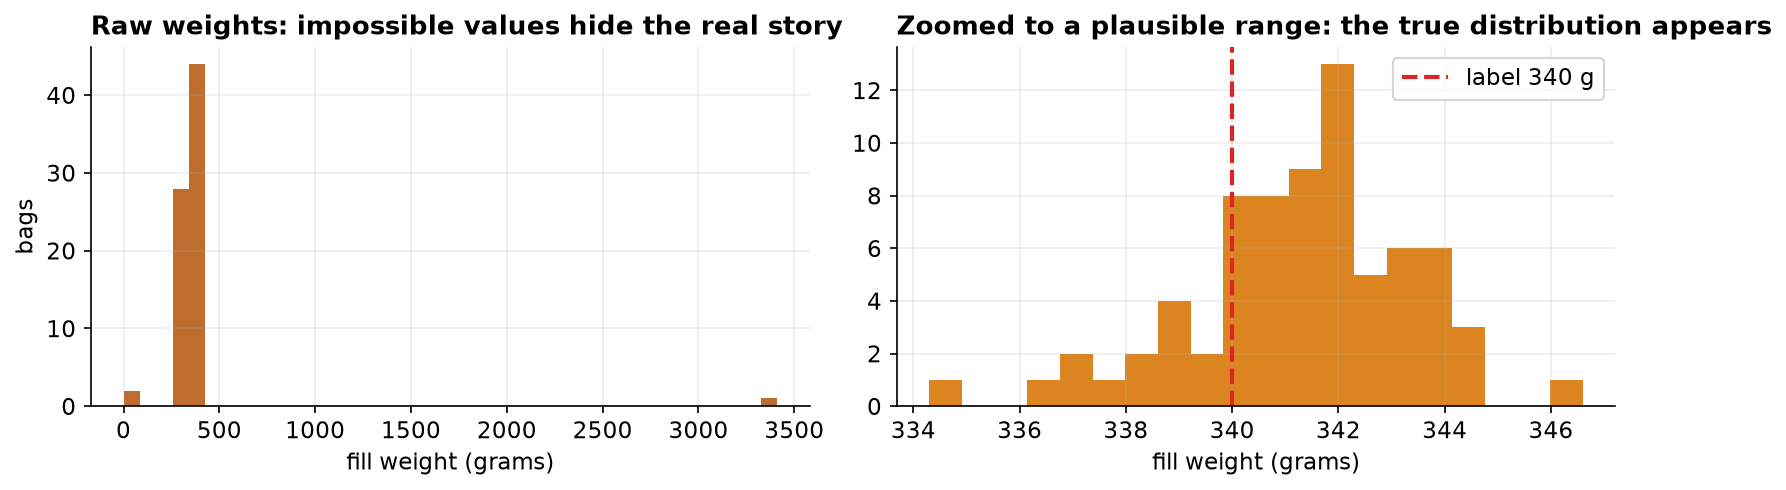 Raw weights: impossible values hide the real story
bags
40
30
20
10
0
0 500 1000 1500 2000 2500 3000 3500
fill weight (grams)
Zoomed to a plausible range: the true distribution appears
label 340 g
12
10
8
6
4
2
0
334 336 338 340 342 344 346
fill weight (grams)